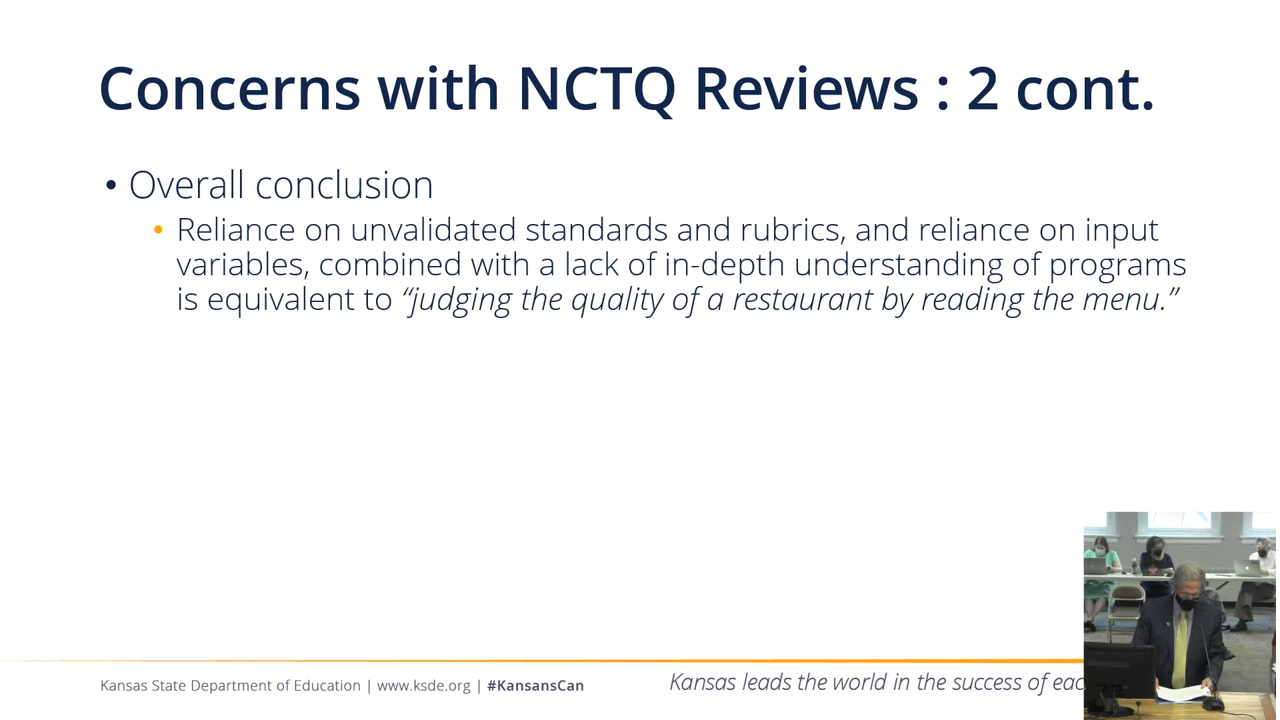 Concerns with NCTQ Reviews : 2 cont.
• Overall conclusion
• Reliance on unvalidated standards and rubrics, and reliance on input
variables, combined with a lack of in-depth understanding of programs
is equivalent to “judging the quality of a restaurant by reading the menu.”
Kansas State Department of Education | www.ksde.org | #KansansCan
Kansas leads the world in the success of